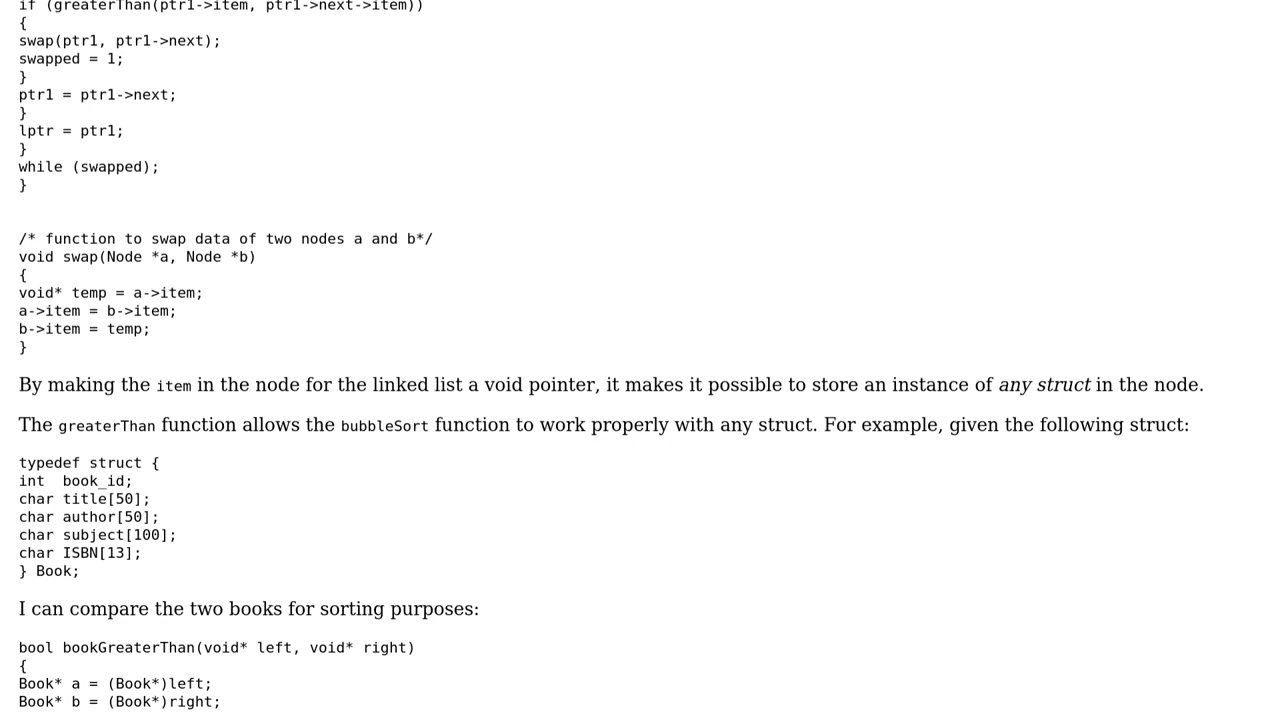 if (greaterThan(ptr1->item, ptr1->next->item))
{
swap(ptr1, ptr1->next);
swapped = 1;
}
ptr1 = ptr1->next;
}
lptr = ptr1;
}
while (swapped);
}
/* function to swap data of two nodes a and b*/
void swap(Node *a, Node *b)
{
void* temp = a->item;
a->item = b->item;
b->item = temp;
}
By making the item in the node for the linked list a void pointer, it makes it possible to store an instance of any struct in the node.
The greaterThan function allows the bubbleSort function to work properly with any struct. For example, given the following struct:
typedef struct {
int  book_id;
char title[50];
char author[50];
char subject[100];
char ISBN[13];
} Book;
I can compare the two books for sorting purposes:
bool bookGreaterThan(void* left, void* right)
{
Book* a = (Book*)left;
Book* b = (Book*)right;